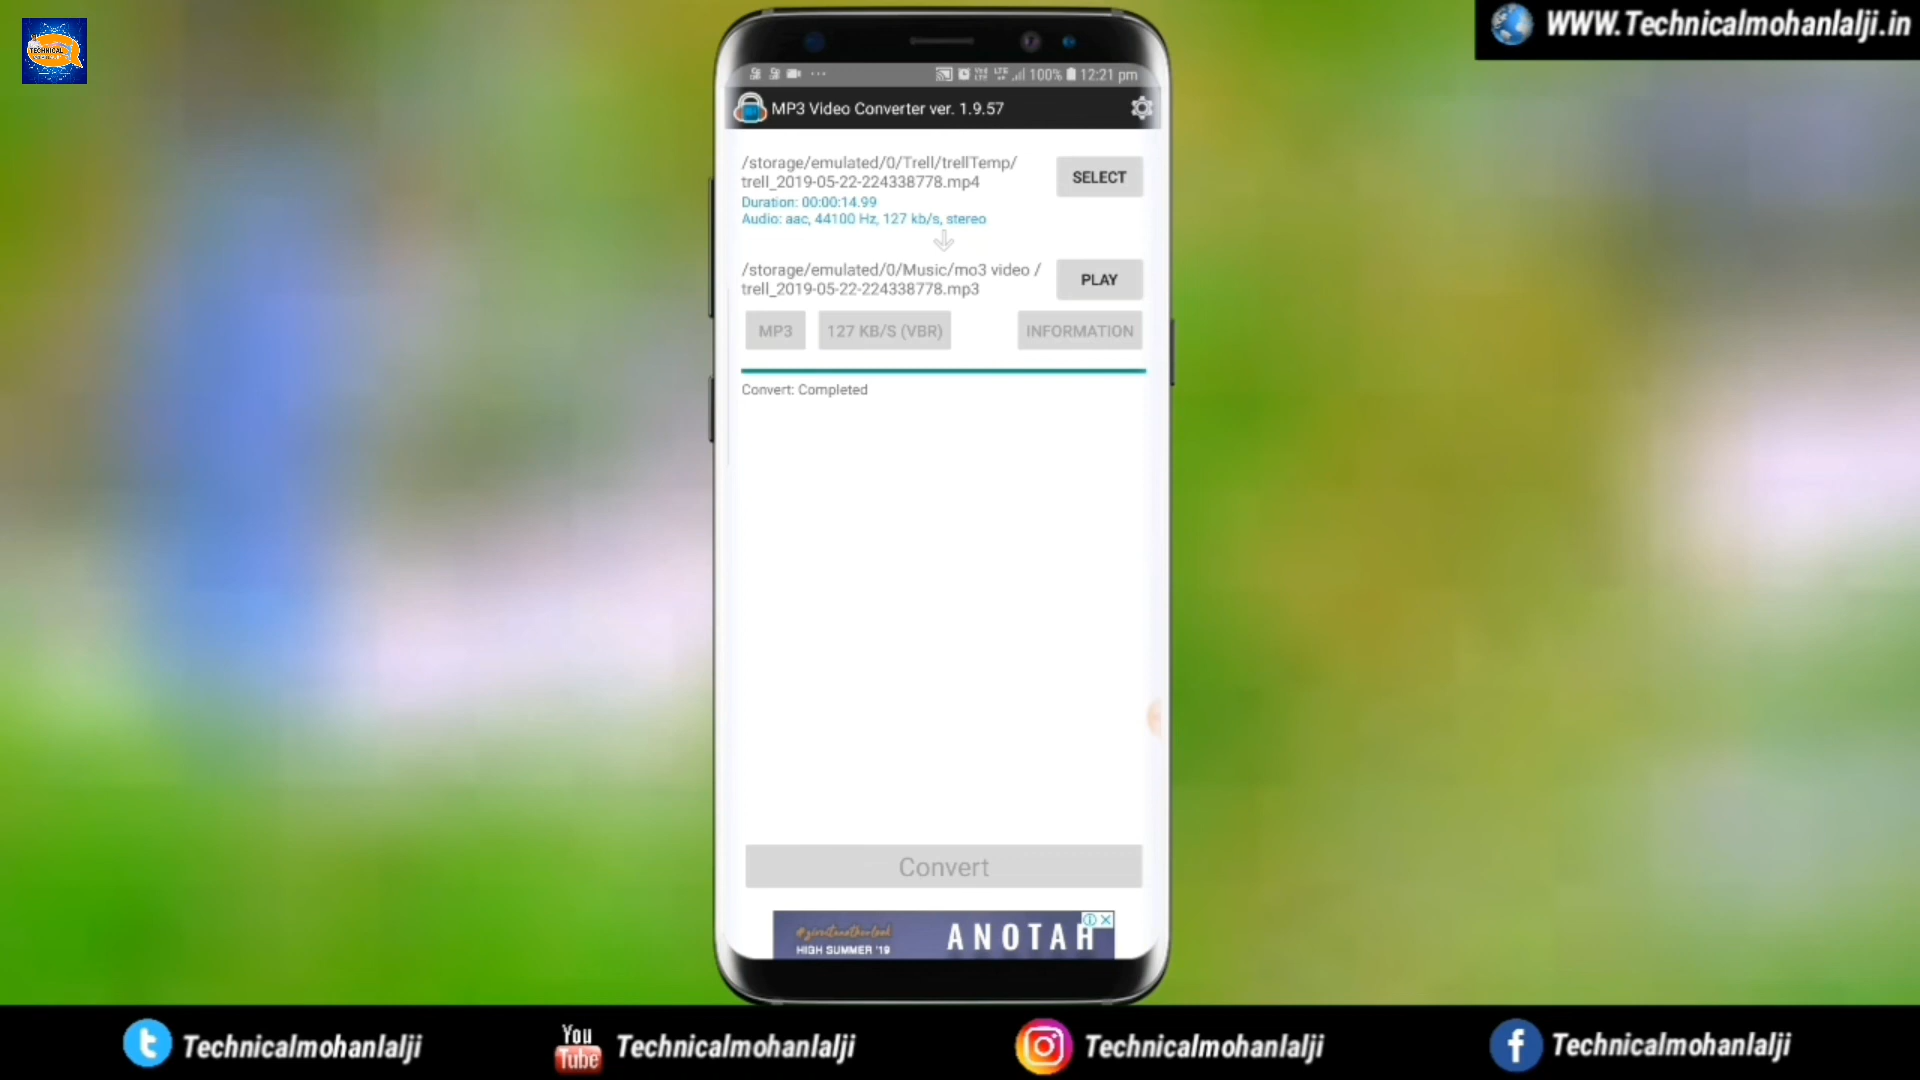 TECHNICAL
WWW.Technicalmohanlalji.in
100% 12:21 pm
MP3 Video Converter ver. 1.9.57
/storage/emulated/0/Trell/trellTemp/
trell_2019-05-22-224338778.mp4
SELECT
Duration: 00:00:14.99
Audio: aac, 44100 Hz, 127 kb/s, stereo
/storage/emulated/0/Music/mo3 video /
trell_2019-05-22-224338778.mp3
PLAY
MP3
127 KB/S (VBR)
INFORMATION
Convert: Completed
Convert
HIGH SUMMER '19
ANOTAH
Technicalmohanlalji
You
Tube
Technicalmohanlalji
Technicalmohanlalji
Technicalmohanlalji